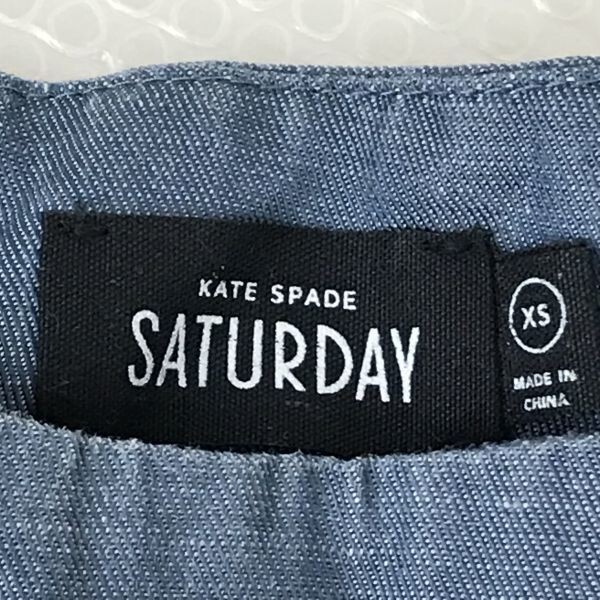 KATE SPADE
SATURDAY
XS
MADE IN
CHINA